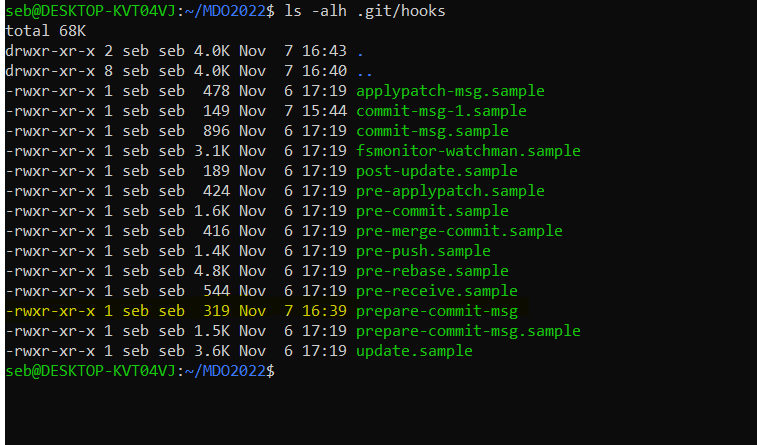 seb@DESKTOP-KVT04VJ:~/MDO2022$ ls -alh .git/hooks
total 68K
drwxr-xr-x 2 seb seb 4.0K Nov  7 16:43 .
drwxr-xr-x 8 seb seb 4.0K Nov  7 16:40 ..
-rwxr-xr-x 1 seb seb  478 Nov  6 17:19 applypatch-msg.sample
-rwxr-xr-x 1 seb seb  149 Nov  7 15:44 commit-msg-1.sample
-rwxr-xr-x 1 seb seb  896 Nov  6 17:19 commit-msg.sample
-rwxr-xr-x 1 seb seb 3.1K Nov  6 17:19 fsmonitor-watchman.sample
-rwxr-xr-x 1 seb seb  189 Nov  6 17:19 post-update.sample
-rwxr-xr-x 1 seb seb  424 Nov  6 17:19 pre-applypatch.sample
-rwxr-xr-x 1 seb seb 1.6K Nov  6 17:19 pre-commit.sample
-rwxr-xr-x 1 seb seb  416 Nov  6 17:19 pre-merge-commit.sample
-rwxr-xr-x 1 seb seb 1.4K Nov  6 17:19 pre-push.sample
-rwxr-xr-x 1 seb seb 4.8K Nov  6 17:19 pre-rebase.sample
-rwxr-xr-x 1 seb seb  544 Nov  6 17:19 pre-receive.sample
-rwxr-xr-x 1 seb seb  319 Nov  7 16:39 prepare-commit-msg
-rwxr-xr-x 1 seb seb 1.5K Nov  6 17:19 prepare-commit-msg.sample
-rwxr-xr-x 1 seb seb 3.6K Nov  6 17:19 update.sample
seb@DESKTOP-KVT04VJ:~/MDO2022$